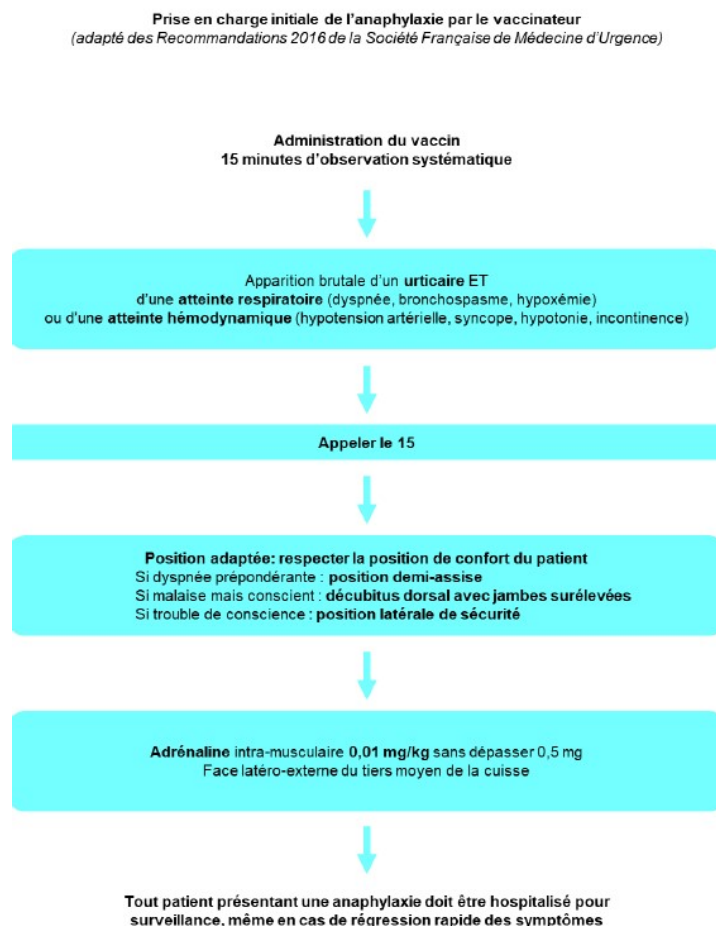 Prise en charge initiale de l'anaphylaxie par le vaccinateur
(adapté des Recommandations 2016 de la Société Française de Médecine d'Urgence)
Administration du vaccin
15 minutes d'observation systématique
Apparition brutale d'un urticaire ET
d'une atteinte respiratoire (dyspnée, bronchospasme, hypoxémie)
ou d'une atteinte hémodynamique (hypotension artérielle, syncope, hypotonie, incontinence)
Appeler le 15
Position adaptée: respecter la position de confort du patient
Si dyspnée prépondérante : position demi-assise
Si malaise mais conscient : décubitus dorsal avec jambes surélevées
Si trouble de conscience : position latérale de sécurité
Adrénaline intra-musculaire 0,01 mg/kg sans dépasser 0,5 mg
Face latéro-externe du tiers moyen de la cuisse
Tout patient présentant une anaphylaxie doit être hospitalisé pour
surveillance, même en cas de régression rapide des symptômes